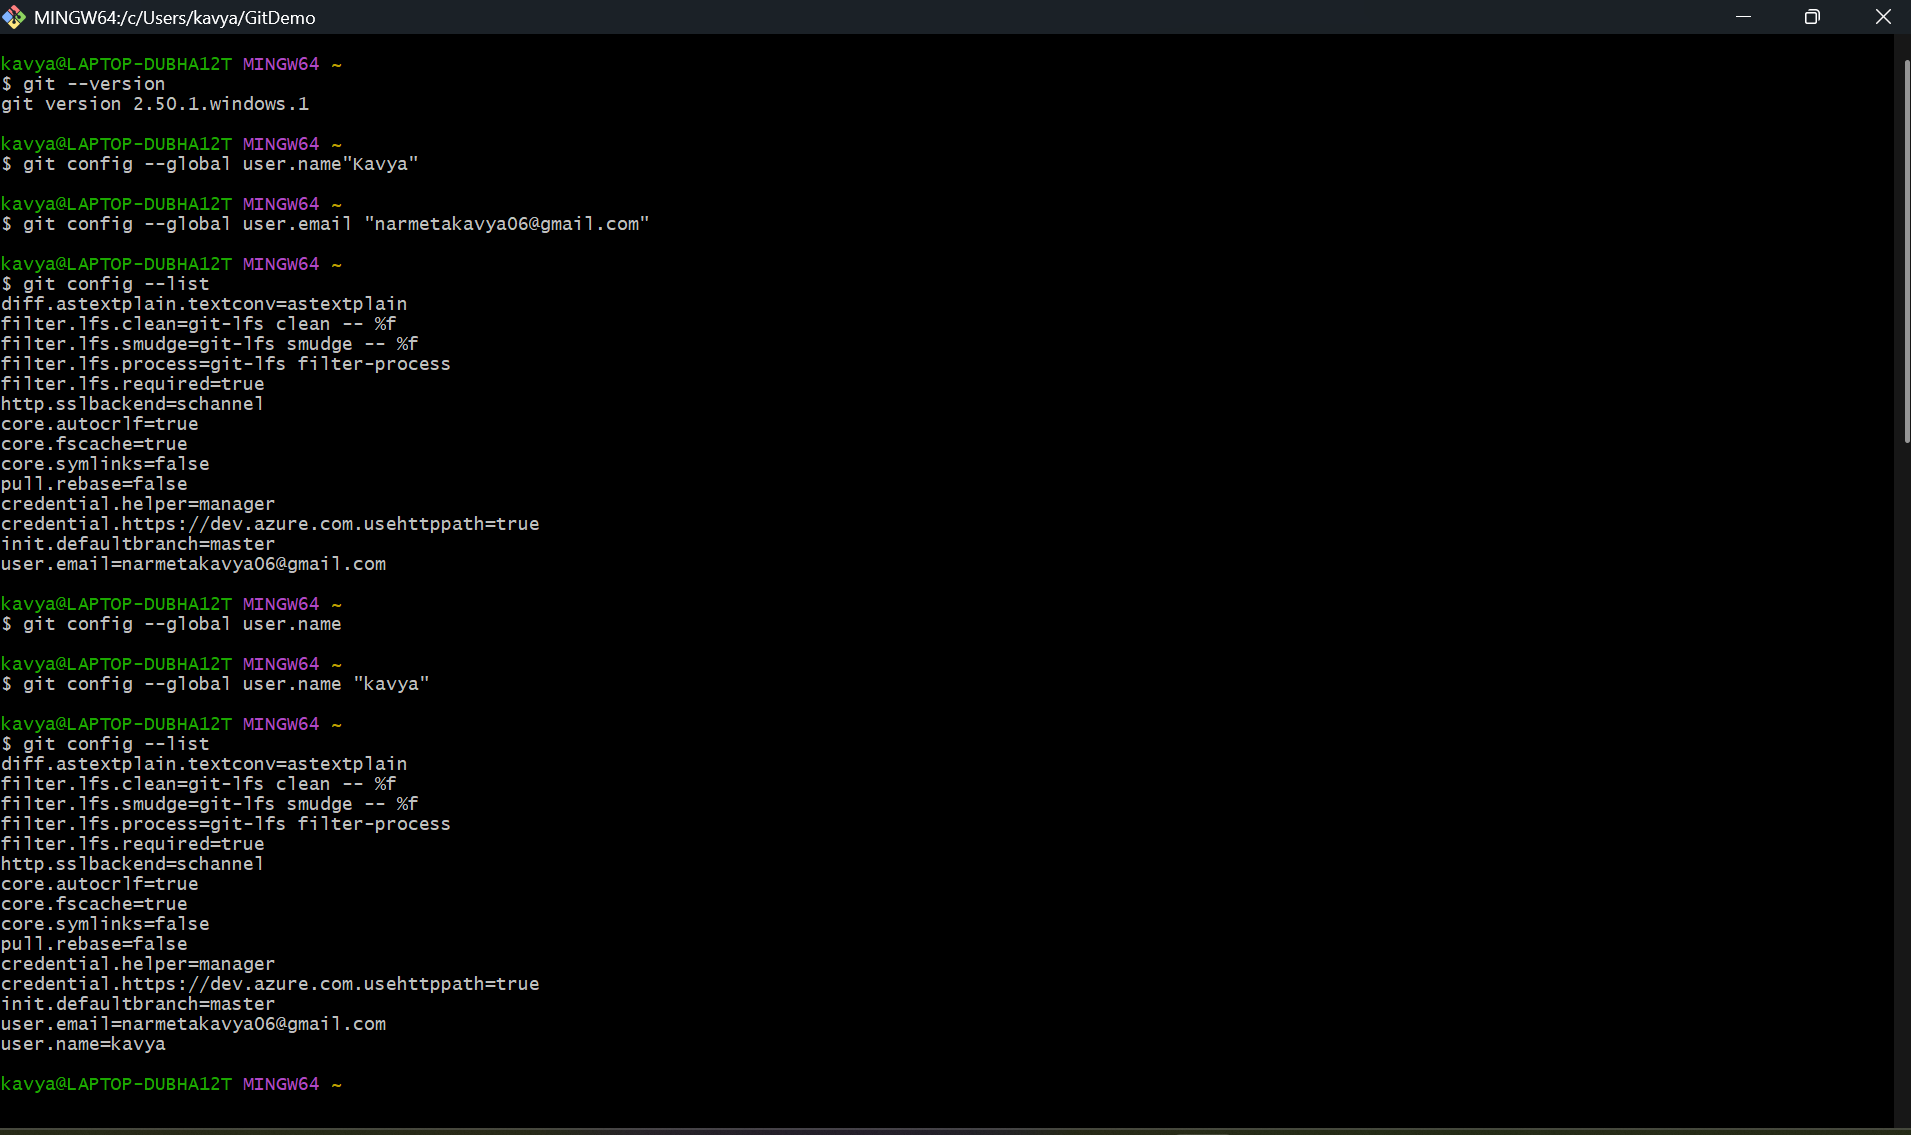 MINGW64:/c/Users/kavya/GitDemo
kavya@LAPTOP-DUBHA12T MINGW64 ~
$ git --version
git version 2.50.1.windows.1
kavya@LAPTOP-DUBHA12T MINGW64 ~
$ git config --global user.name"Kavya"
kavya@LAPTOP-DUBHA12T MINGW64 ~
$ git config --global user.email "narmetakavya06@gmail.com"
kavya@LAPTOP-DUBHA12T MINGW64 ~
$ git config --list
diff.astextplain.textconv=astextplain
filter.lfs.clean=git-lfs clean -- %f
filter.lfs.smudge=git-lfs smudge -- %f
filter.lfs.process=git-lfs filter-process
filter.lfs.required=true
http.sslbackend=schannel
core.autocrlf=true
core.fscache=true
core.symlinks=false
pull.rebase=false
credential.helper=manager
credential.https://dev.azure.com.usehttppath=true
init.defaultbranch=master
user.email=narmetakavya06@gmail.com
kavya@LAPTOP-DUBHA12T MINGW64 ~
$ git config --global user.name
kavya@LAPTOP-DUBHA12T MINGW64 ~
$ git config --global user.name "kavya"
kavya@LAPTOP-DUBHA12T MINGW64 ~
$ git config --list
diff.astextplain.textconv=astextplain
filter.lfs.clean=git-lfs clean -- %f
filter.lfs.smudge=git-lfs smudge -- %f
filter.lfs.process=git-lfs filter-process
filter.lfs.required=true
http.sslbackend=schannel
core.autocrlf=true
core.fscache=true
core.symlinks=false
pull.rebase=false
credential.helper=manager
credential.https://dev.azure.com.usehttppath=true
init.defaultbranch=master
user.email=narmetakavya06@gmail.com
user.name=kavya
kavya@LAPTOP-DUBHA12T MINGW64 ~